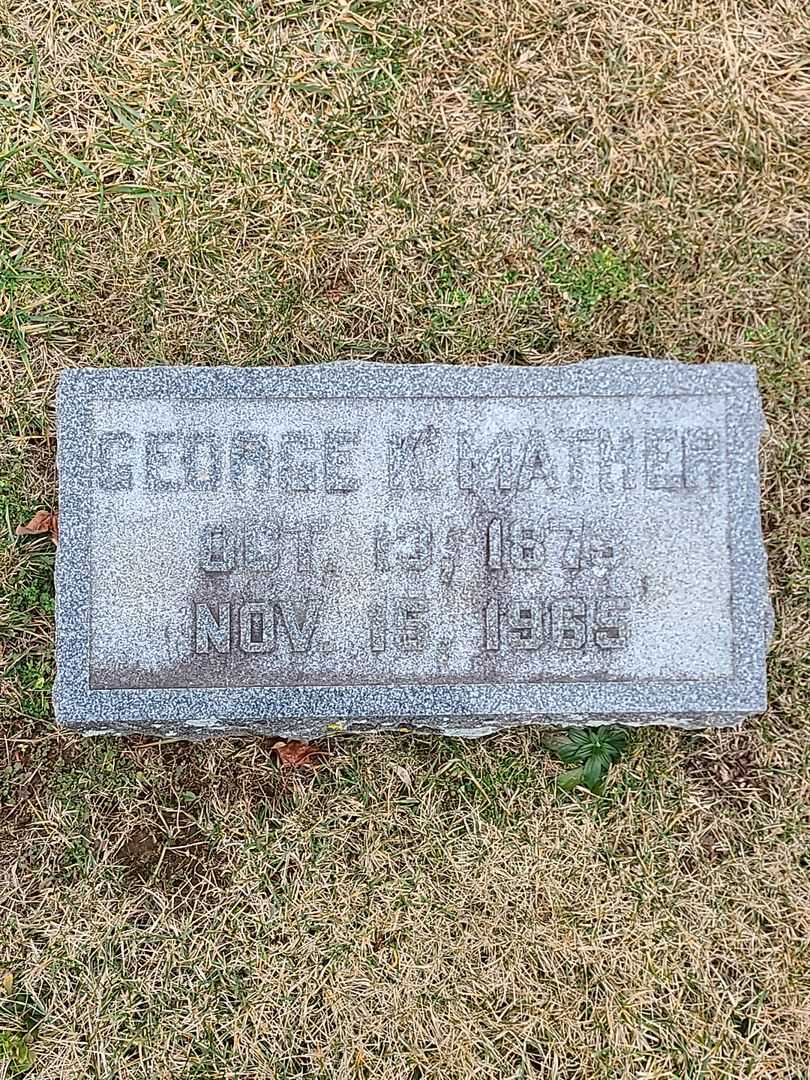 GEORGE K. MATHER
OCT. 13,
NOV. 15, 1965